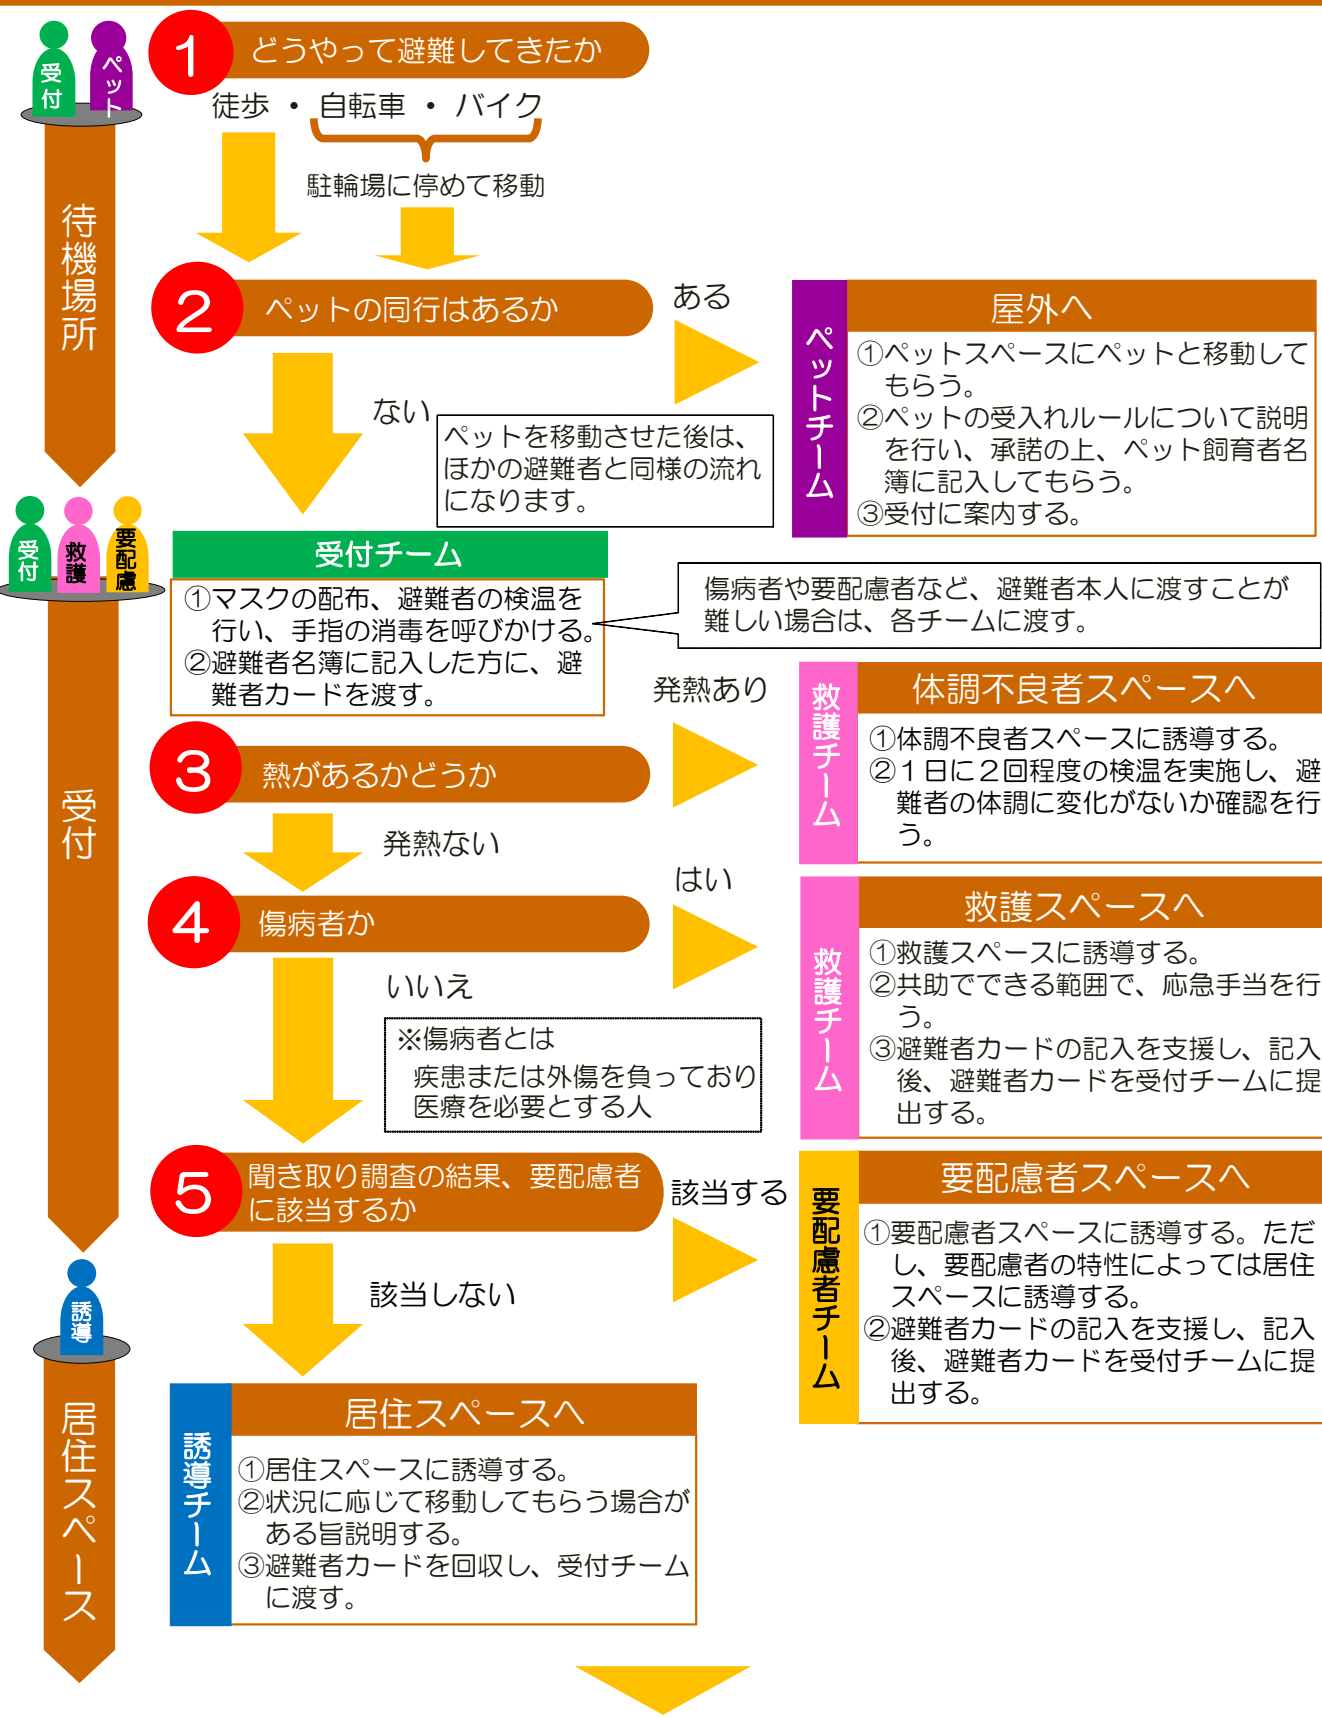 受付
ペット
1 どうやって避難してきたか
徒歩 ・ 自転車 ・ バイク
駐輪場に停めて移動
待機場所
2 ペットの同行はあるか
ある
ない
ペットを移動させた後は、
ほかの避難者と同様の流れ
になります。
ペットチーム
屋外へ
①ペットスペースにペットと移動して
もらう。
②ペットの受入れルールについて説明
を行い、承諾の上、ペット飼育者名
簿に記入してもらう。
③受付に案内する。
受付
救護
要配慮
受付チーム
①マスクの配布、避難者の検温を
行い、手指の消毒を呼びかける。
②避難者名簿に記入した方に、避
難者カードを渡す。
傷病者や要配慮者など、避難者本人に渡すことが
難しい場合は、各チームに渡す。
受付
3 熱があるかどうか
発熱あり
発熱ない
救護チーム
体調不良者スペースへ
①体調不良者スペースに誘導する。
②１日に２回程度の検温を実施し、避
難者の体調に変化がないか確認を行
う。
4 傷病者か
はい
いいえ
※傷病者とは
疾患または外傷を負っており
医療を必要とする人
救護チーム
救護スペースへ
①救護スペースに誘導する。
②共助でできる範囲で、応急手当を行
う。
③避難者カードの記入を支援し、記入
後、避難者カードを受付チームに提
出する。
5 聞き取り調査の結果、要配慮者
に該当するか
該当する
該当しない
要配慮者チーム
要配慮者スペースへ
①要配慮者スペースに誘導する。ただ
し、要配慮者の特性によっては居住
スペースに誘導する。
②避難者カードの記入を支援し、記入
後、避難者カードを受付チームに提
出する。
誘導
居住スペース
誘導チーム
居住スペースへ
①居住スペースに誘導する。
②状況に応じて移動してもらう場合が
ある旨説明する。
③避難者カードを回収し、受付チーム
に渡す。